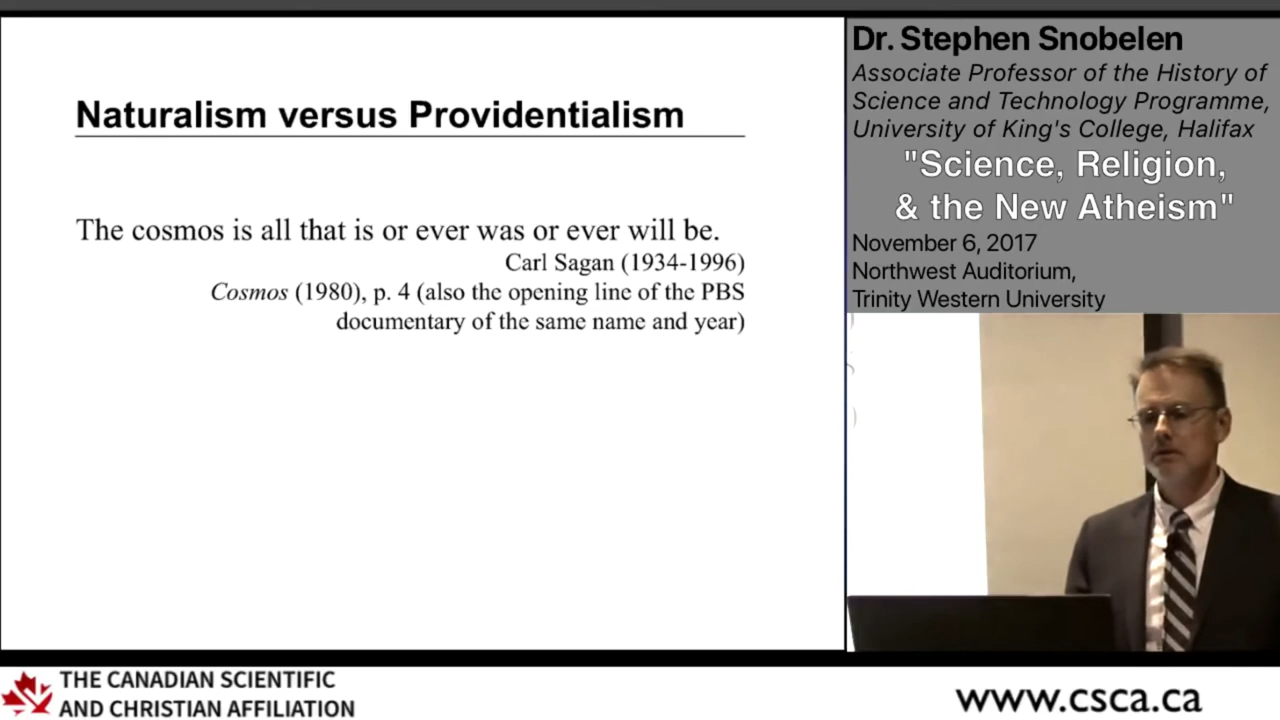 Naturalism versus Providentialism
The cosmos is all that is or ever was or ever will be.
Carl Sagan (1934-1996)
Cosmos (1980), p. 4 (also the opening line of the PBS
documentary of the same name and year)
Dr. Stephen Snobelen
Associate Professor of the History of
Science and Technology Programme,
University of King's College, Halifax
"Science, Religion,
& the New Atheism"
November 6, 2017
Northwest Auditorium,
Trinity Western University
THE CANADIAN SCIENTIFIC
AND CHRISTIAN AFFILIATION
www.csca.ca